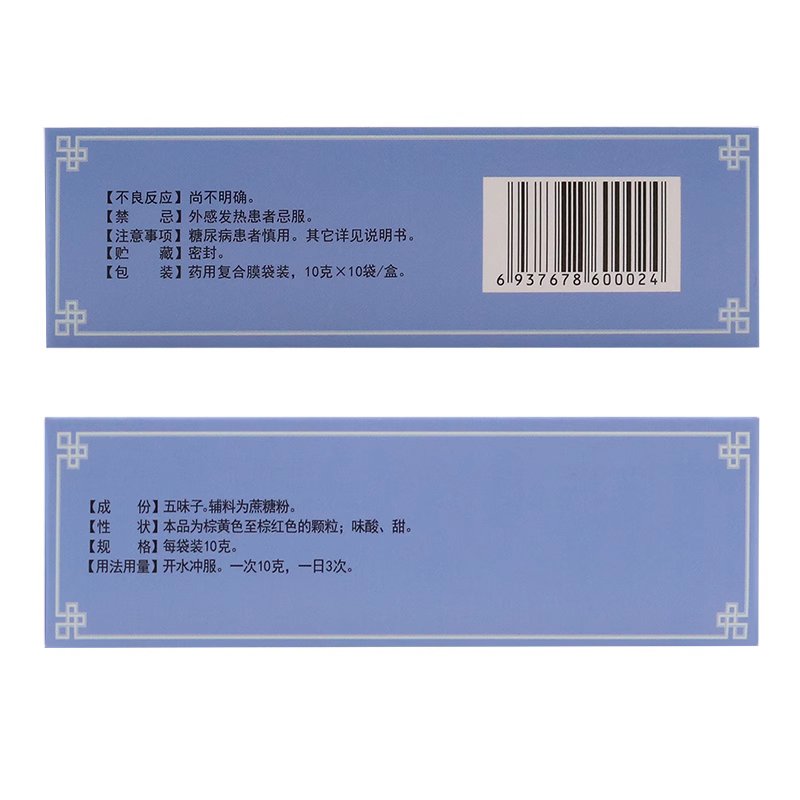 【不良反应】尚不明确。
【禁　　忌】外感发热患者忌服。
【注意事项】糖尿病患者慎用。其它详见说明书。
【贮　　藏】密封。
【包　　装】药用复合膜袋装，10克×10袋/盒。
6 937678 600024
【成　　份】五味子。辅料为蔗糖粉。
【性　　状】本品为棕黄色至棕红色的颗粒；味酸、甜。
【规　　格】每袋装10克。
【用法用量】开水冲服。一次10克，一日3次。